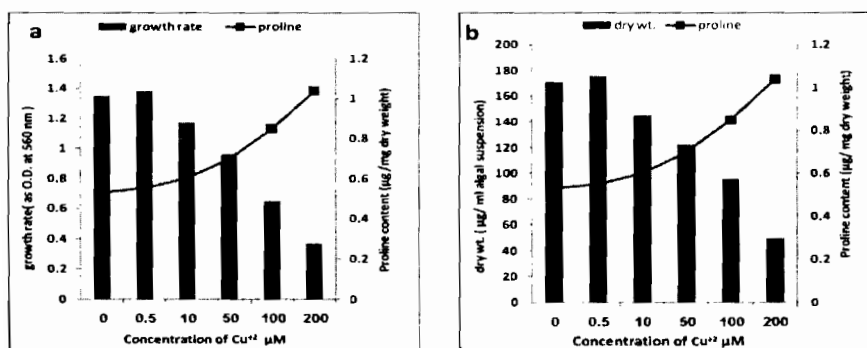 a
growth rate
proline
growth rate( as O.D. at 560 nm )
1.6
1.4
1.2
1
0.8
0.6
0.4
0.2
0
1.2
1
0.8
0.6
0.4
0.2
0
Proline content (µg / mg dry weight)
0 0.5 10 50 100 200
Concentration of Cu⁺² µM
b
dry wt.
proline
dry wt. ( µg / ml algal suspension)
200
180
160
140
120
100
80
60
40
20
0
1.2
1
0.8
0.6
0.4
0.2
0
Proline content (µg / mg dry weight)
0 0.5 10 50 100 200
Concentration of Cu⁺² µM